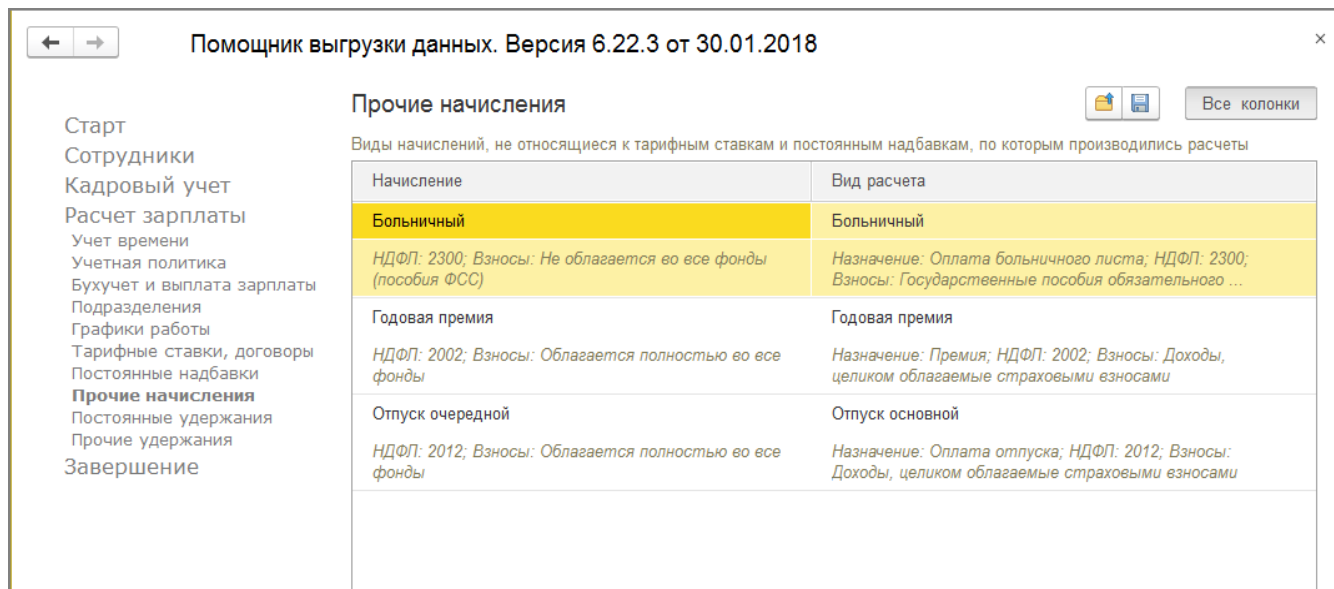 Помощник выгрузки данных. Версия 6.22.3 от 30.01.2018
Старт
Сотрудники
Кадровый учет
Расчет зарплаты
Учет времени
Учетная политика
Бухучет и выплата зарплаты
Подразделения
Графики работы
Тарифные ставки, договоры
Постоянные надбавки
Прочие начисления
Постоянные удержания
Прочие удержания
Завершение
Прочие начисления
Все колонки
Виды начислений, не относящиеся к тарифным ставкам и постоянным надбавкам, по которым производились расчеты
Начисление
Вид расчета
Больничный
Больничный
НДФЛ: 2300; Взносы: Не облагается во все фонды
(пособия ФСС)
Назначение: Оплата больничного листа; НДФЛ: 2300;
Взносы: Государственные пособия обязательного ...
Годовая премия
Годовая премия
НДФЛ: 2002; Взносы: Облагается полностью во все
фонды
Назначение: Премия; НДФЛ: 2002; Взносы: Доходы,
целиком облагаемые страховыми взносами
Отпуск очередной
Отпуск основной
НДФЛ: 2012; Взносы: Облагается полностью во все
фонды
Назначение: Оплата отпуска; НДФЛ: 2012; Взносы:
Доходы, целиком облагаемые страховыми взносами